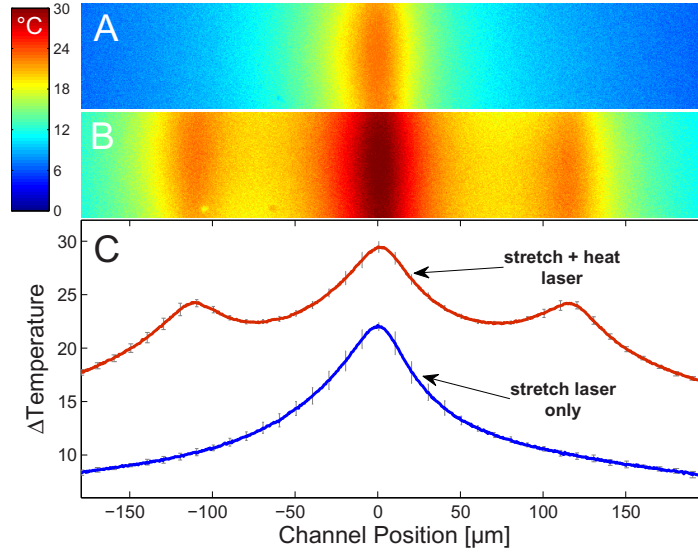 30
°C
24
18
12
6
0
A
B
C
30
25
20
15
10
ΔTemperature
stretch + heat
laser
stretch laser
only
−150 −100 −50 0 50 100 150
Channel Position [µm]